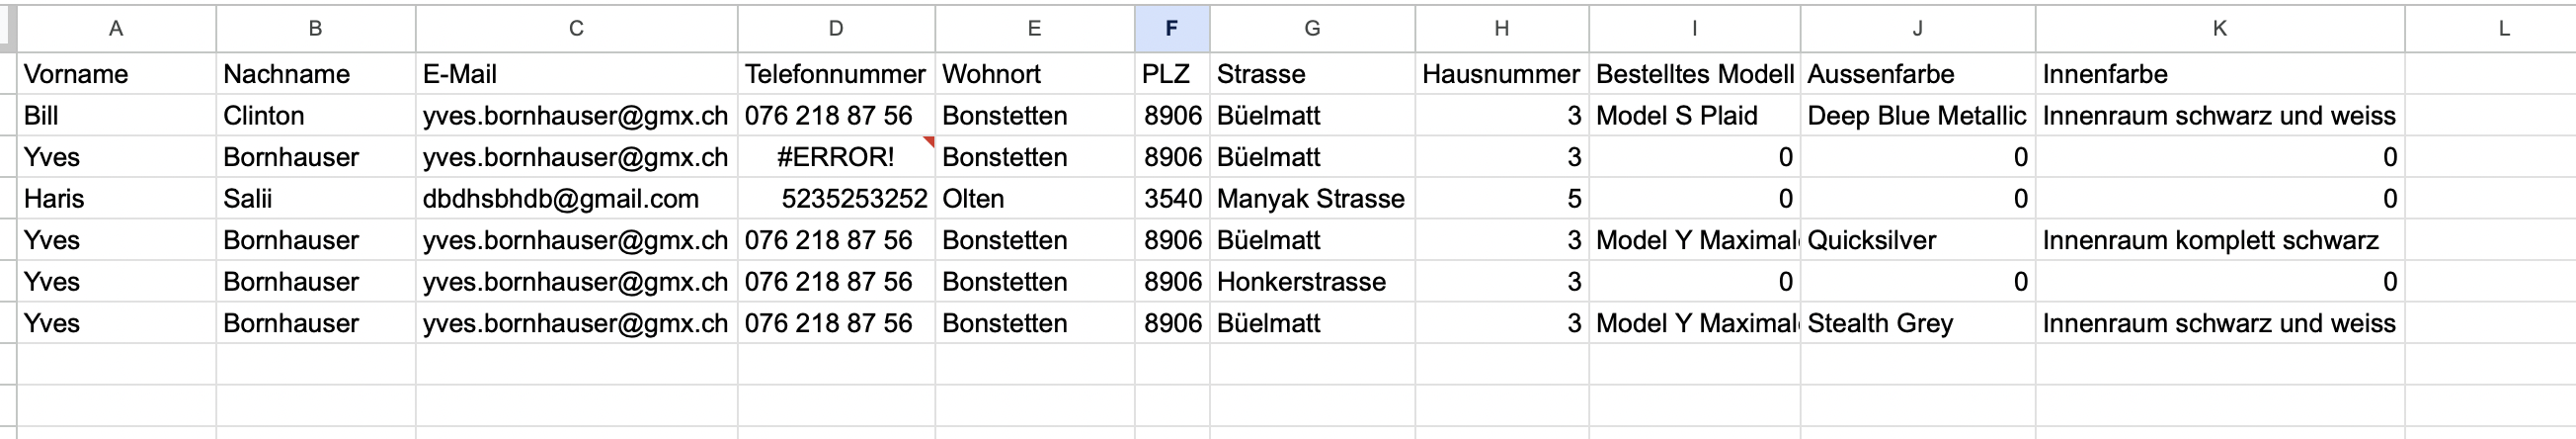 A B C D E F G H I J K L
Vorname Nachname E-Mail Telefonnummer Wohnort PLZ Strasse Hausnummer Bestelltes Modell Aussenfarbe Innenfarbe
Bill Clinton yves.bornhauser@gmx.ch 076 218 87 56 Bonstetten 8906 Büelmatt 3 Model S Plaid Deep Blue Metallic Innenraum schwarz und weiss
Yves Bornhauser yves.bornhauser@gmx.ch #ERROR! Bonstetten 8906 Büelmatt 3 0 0 0
Haris Salii dbdhsbhdb@gmail.com 5235253252 Olten 3540 Manyak Strasse 5 0 0 0
Yves Bornhauser yves.bornhauser@gmx.ch 076 218 87 56 Bonstetten 8906 Büelmatt 3 Model Y Maximal Quicksilver Innenraum komplett schwarz
Yves Bornhauser yves.bornhauser@gmx.ch 076 218 87 56 Bonstetten 8906 Honkerstrasse 3 0 0 0
Yves Bornhauser yves.bornhauser@gmx.ch 076 218 87 56 Bonstetten 8906 Büelmatt 3 Model Y Maximal Stealth Grey Innenraum schwarz und weiss